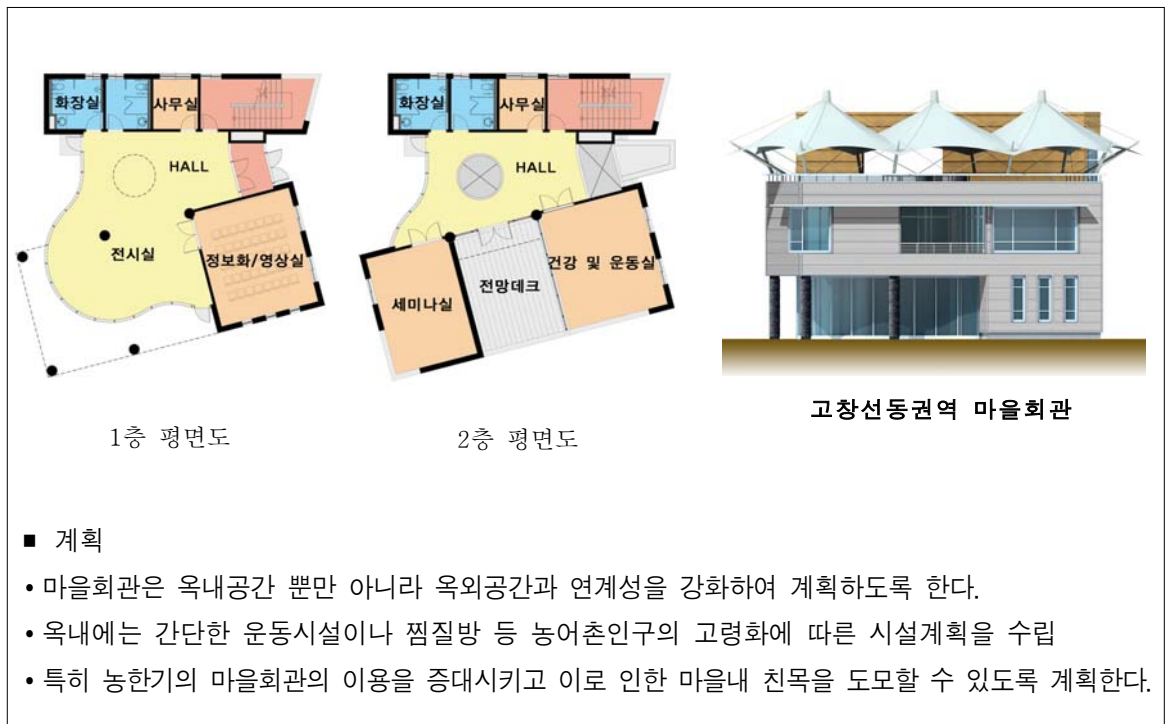 화장실
사무실
HALL
전시실
정보화/영상실
1층 평면도
화장실
사무실
HALL
건강 및 운동실
전망데크
세미나실
2층 평면도
고창선동권역 마을회관
■ 계획
• 마을회관은 옥내공간 뿐만 아니라 옥외공간과 연계성을 강화하여 계획하도록 한다.
• 옥내에는 간단한 운동시설이나 찜질방 등 농어촌인구의 고령화에 따른 시설계획을 수립
• 특히 농한기의 마을회관의 이용을 증대시키고 이로 인한 마을내 친목을 도모할 수 있도록 계획한다.